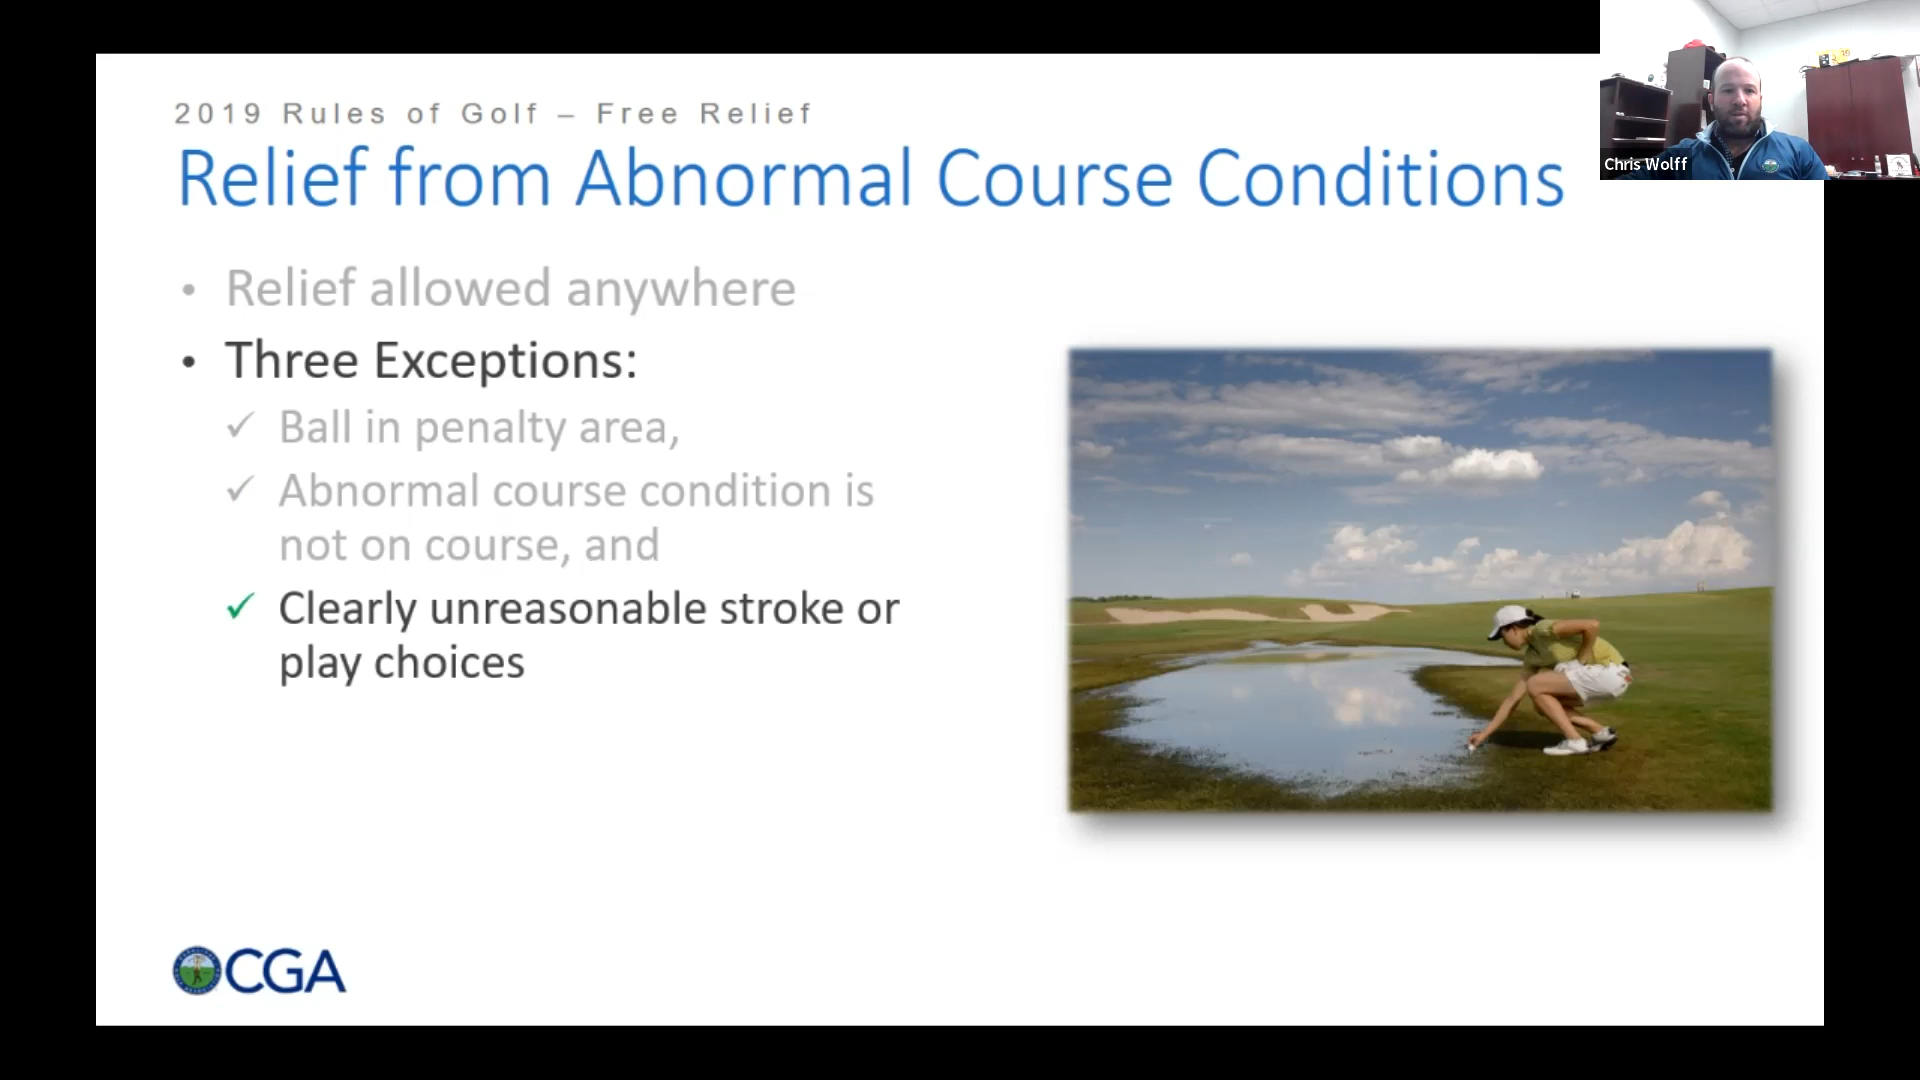 2019 Rules of Golf – Free Relief
Relief from Abnormal Course Conditions
Chris Wolff
• Relief allowed anywhere
• Three Exceptions:
✓ Ball in penalty area,
✓ Abnormal course condition is
not on course, and
✓ Clearly unreasonable stroke or
play choices
CGA